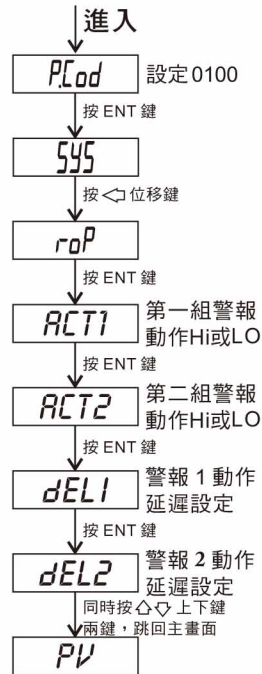 進入
P.Cod
設定0100
按 ENT 鍵
SYS
按 ⇦ 位移鍵
roP
按 ENT 鍵
ACT1
第一組警報
動作Hi或LO
按 ENT 鍵
ACT2
第二組警報
動作Hi或LO
按 ENT 鍵
dEL1
警報 1 動作
延遲設定
按 ENT 鍵
dEL2
警報 2 動作
延遲設定
同時按△▽上下鍵
兩鍵,跳回主畫面
PV